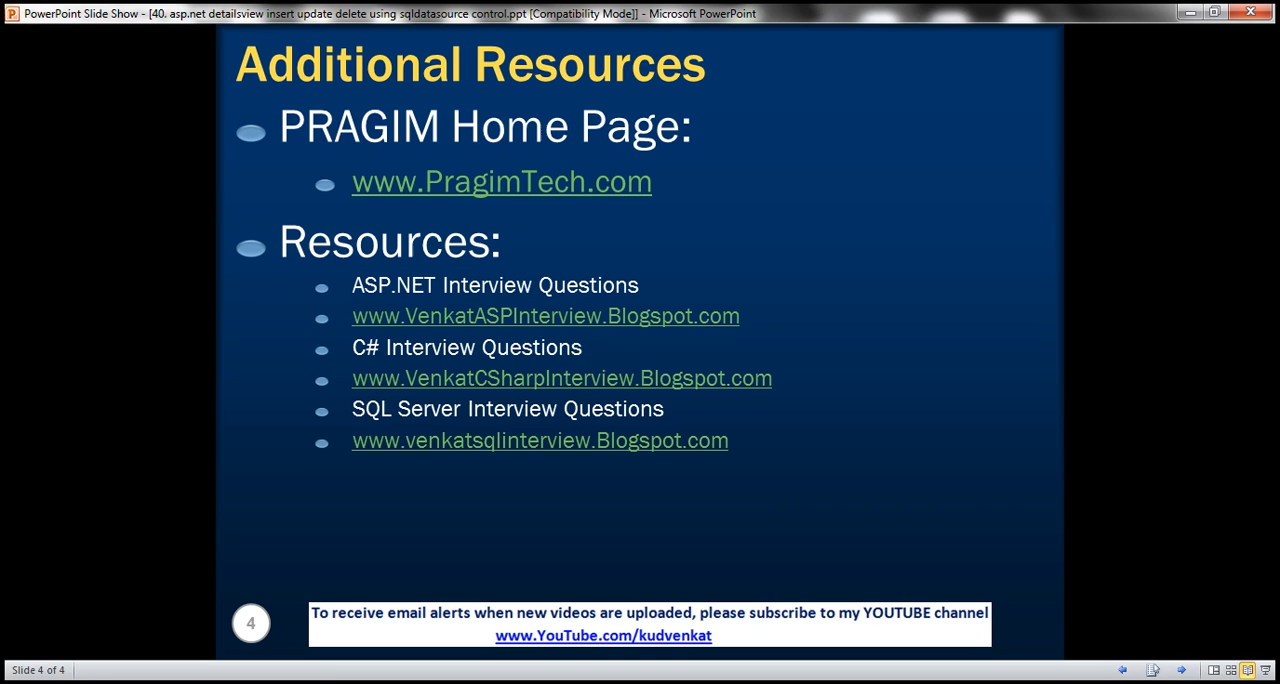 PowerPoint Slide Show - [40. asp.net detailsview insert update delete using sqldatasource control.ppt [Compatibility Mode]] - Microsoft PowerPoint
Additional Resources
PRAGIM Home Page:
www.PragimTech.com
Resources:
ASP.NET Interview Questions
www.VenkatASPInterview.Blogspot.com
C# Interview Questions
www.VenkatCSharpInterview.Blogspot.com
SQL Server Interview Questions
www.venkatsqlinterview.Blogspot.com
4
To receive email alerts when new videos are uploaded, please subscribe to my YOUTUBE channel
www.YouTube.com/kudvenkat
Slide 4 of 4